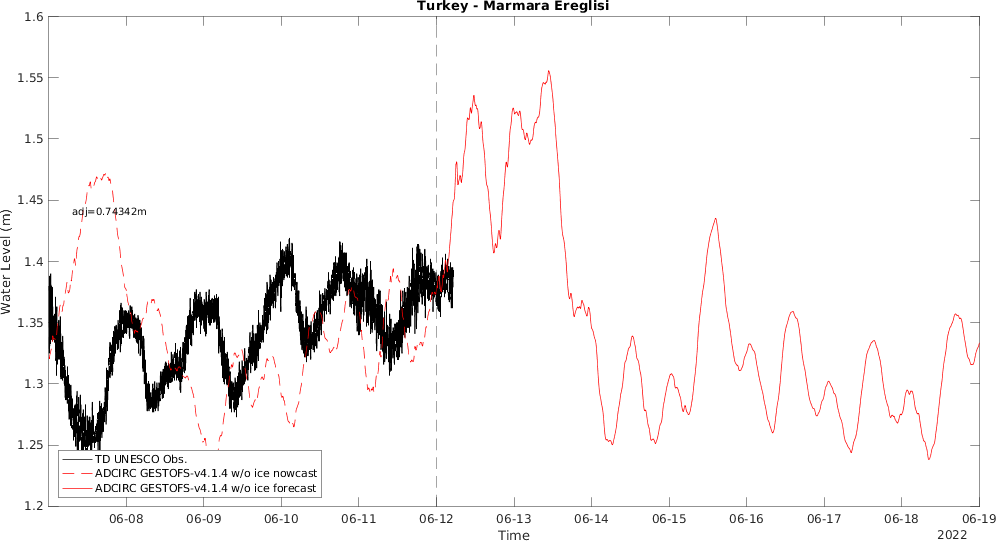 Turkey - Marmara Ereglisi
1.6
1.55
1.5
1.45
1.4
1.35
1.3
1.25
1.2
Water Level (m)
adj=0.74342m
TD UNESCO Obs.
ADCIRC GESTOFS-v4.1.4 w/o ice nowcast
ADCIRC GESTOFS-v4.1.4 w/o ice forecast
06-08 06-09 06-10 06-11 06-12 06-13 06-14 06-15 06-16 06-17 06-18 06-19
Time
2022